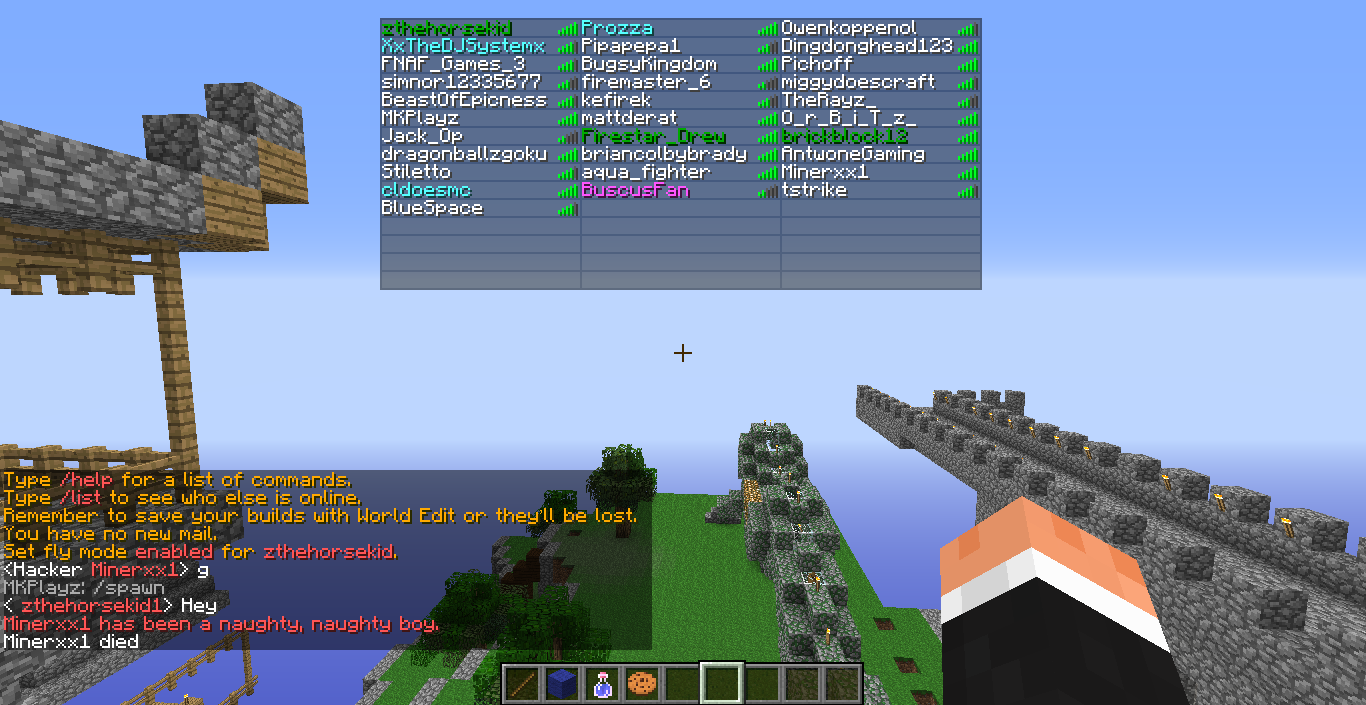 zthehorsekid Prozza Owenkoppenol
XxTheDJSystemx Pipapepa1 Dingdonghead123
FNAF_Games_3 BugsyKingdom Pichoff
simnor12335677 firemaster_6 miggydoescraft
BeastOfEpicness kefirek TheRayz_
MKPlayz mattderat O_r_B_i_T_z_
Jack_Op Firestar_Drew brickblock12
dragonballzgoku briancolbybrady AntwoneGaming
Stiletto aqua_fighter Minerxx1
cldoesmc BuscusFan tstrike
BlueSpace
Type /help for a list of commands.
Type /list to see who else is online.
Remember to save your builds with World Edit or they'll be lost.
You have no new mail.
Set fly mode enabled for zthehorsekid.
<Hacker Minerxx1> g
MKPlayz: /spawn
< zthehorsekid1> Hey
Minerxx1 has been a naughty, naughty boy.
Minerxx1 died